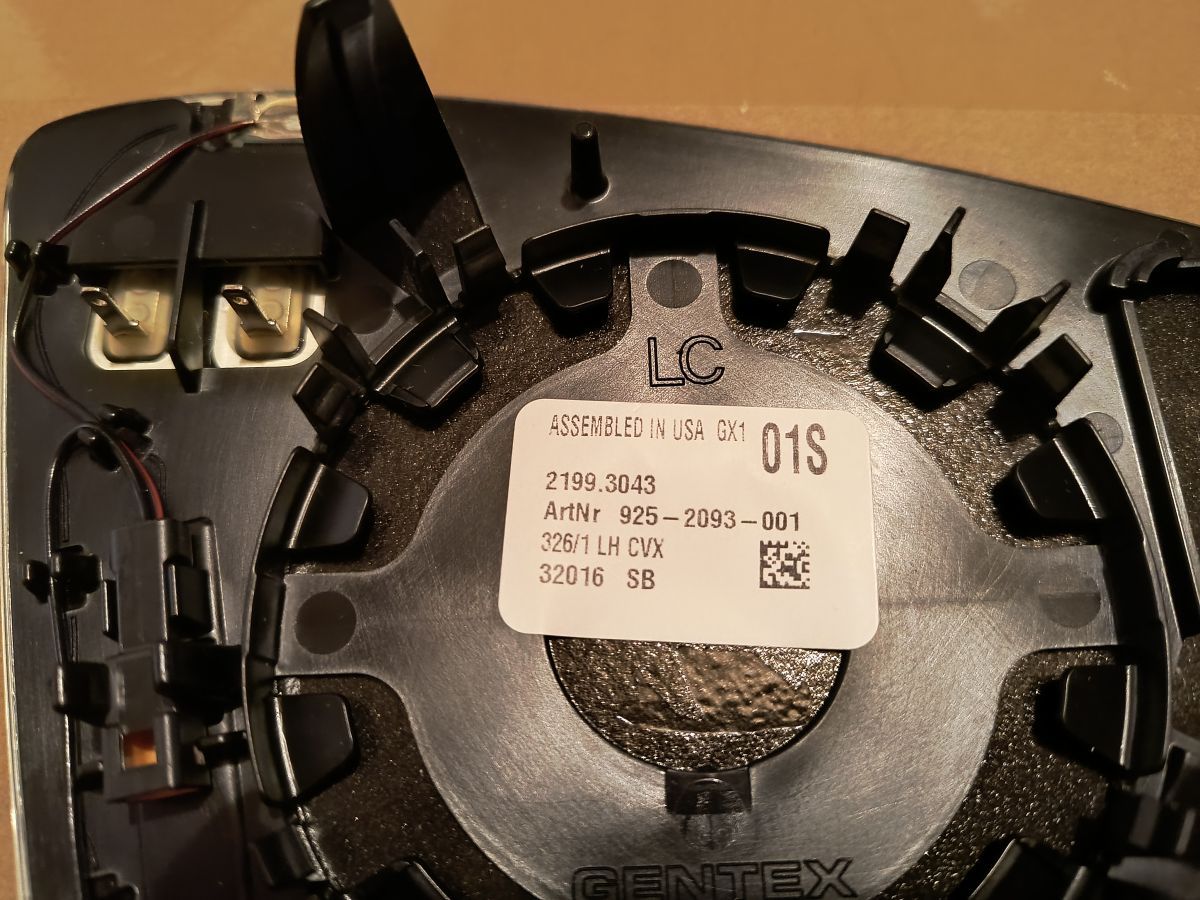 LC
ASSEMBLED IN USA GX1 01S
2199.3043
ArtNr 925-2093-001
326/1 LH CVX
32016 SB
GENTEX